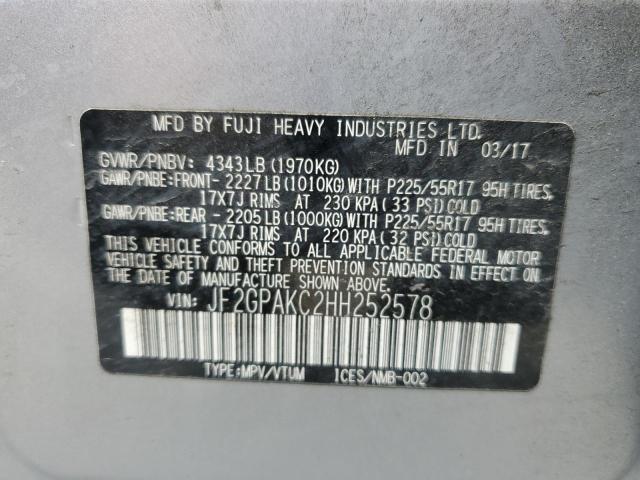 MFD BY FUJI HEAVY INDUSTRIES LTD.
MFD IN 03/17
GVWR/PNBV: 4343LB(1970KG)
GAWR/PNBE:FRONT- 2227LB(1010KG)WITH P225/55R17 95H TIRES,
17X7J RIMS AT 230 KPA(33 PSI)COLD
GAWR/PNBE:REAR - 2205LB(1000KG)WITH P225/55R17 95H TIRES,
17X7J RIMS AT 220 KPA(32 PSI)COLD
THIS VEHICLE CONFORMS TO ALL APPLICABLE FEDERAL MOTOR
VEHICLE SAFETY AND THEFT PREVENTION STANDARDS IN EFFECT ON
THE DATE OF MANUFACTURE SHOWN ABOVE.
VIN: JF2GPAKC2HH252578
TYPE:MPV/VTUM ICES/NMB-002